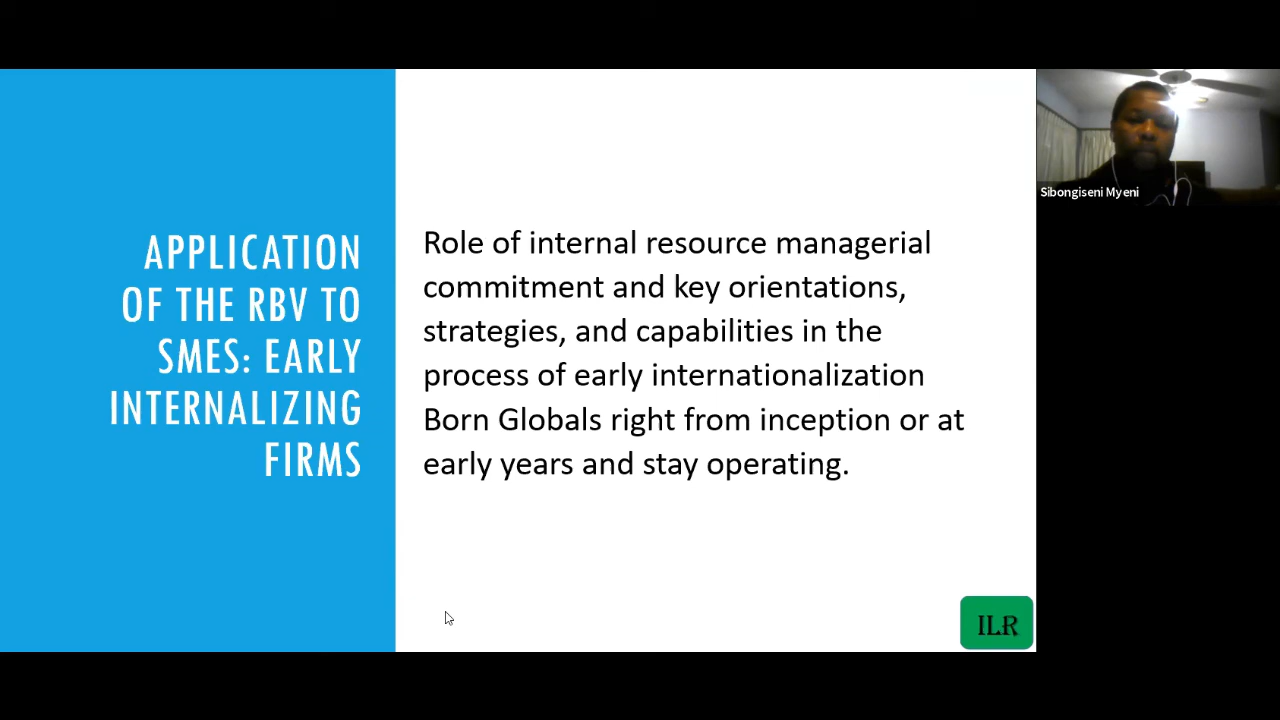 APPLICATION
OF THE RBV TO
SMES: EARLY
INTERNALIZING
FIRMS
Role of internal resource managerial
commitment and key orientations,
strategies, and capabilities in the
process of early internationalization
Born Globals right from inception or at
early years and stay operating.
Sibongiseni Myeni
ILR